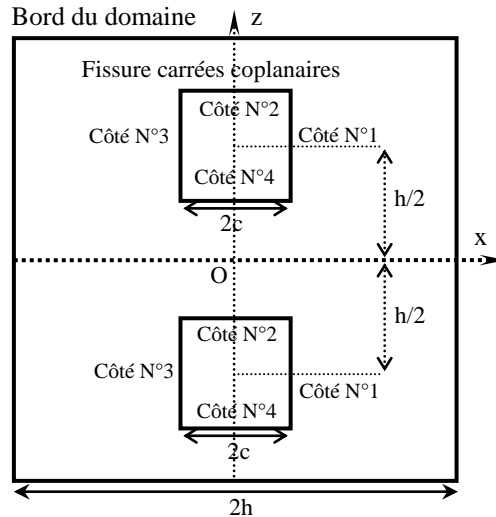 Bord du domaine
z
Fissure carrées coplanaires
Côté N°2
Côté N°3
Côté N°1
Côté N°4
h/2
2c
x
O
h/2
Côté N°2
Côté N°3
Côté N°1
Côté N°4
2c
2h